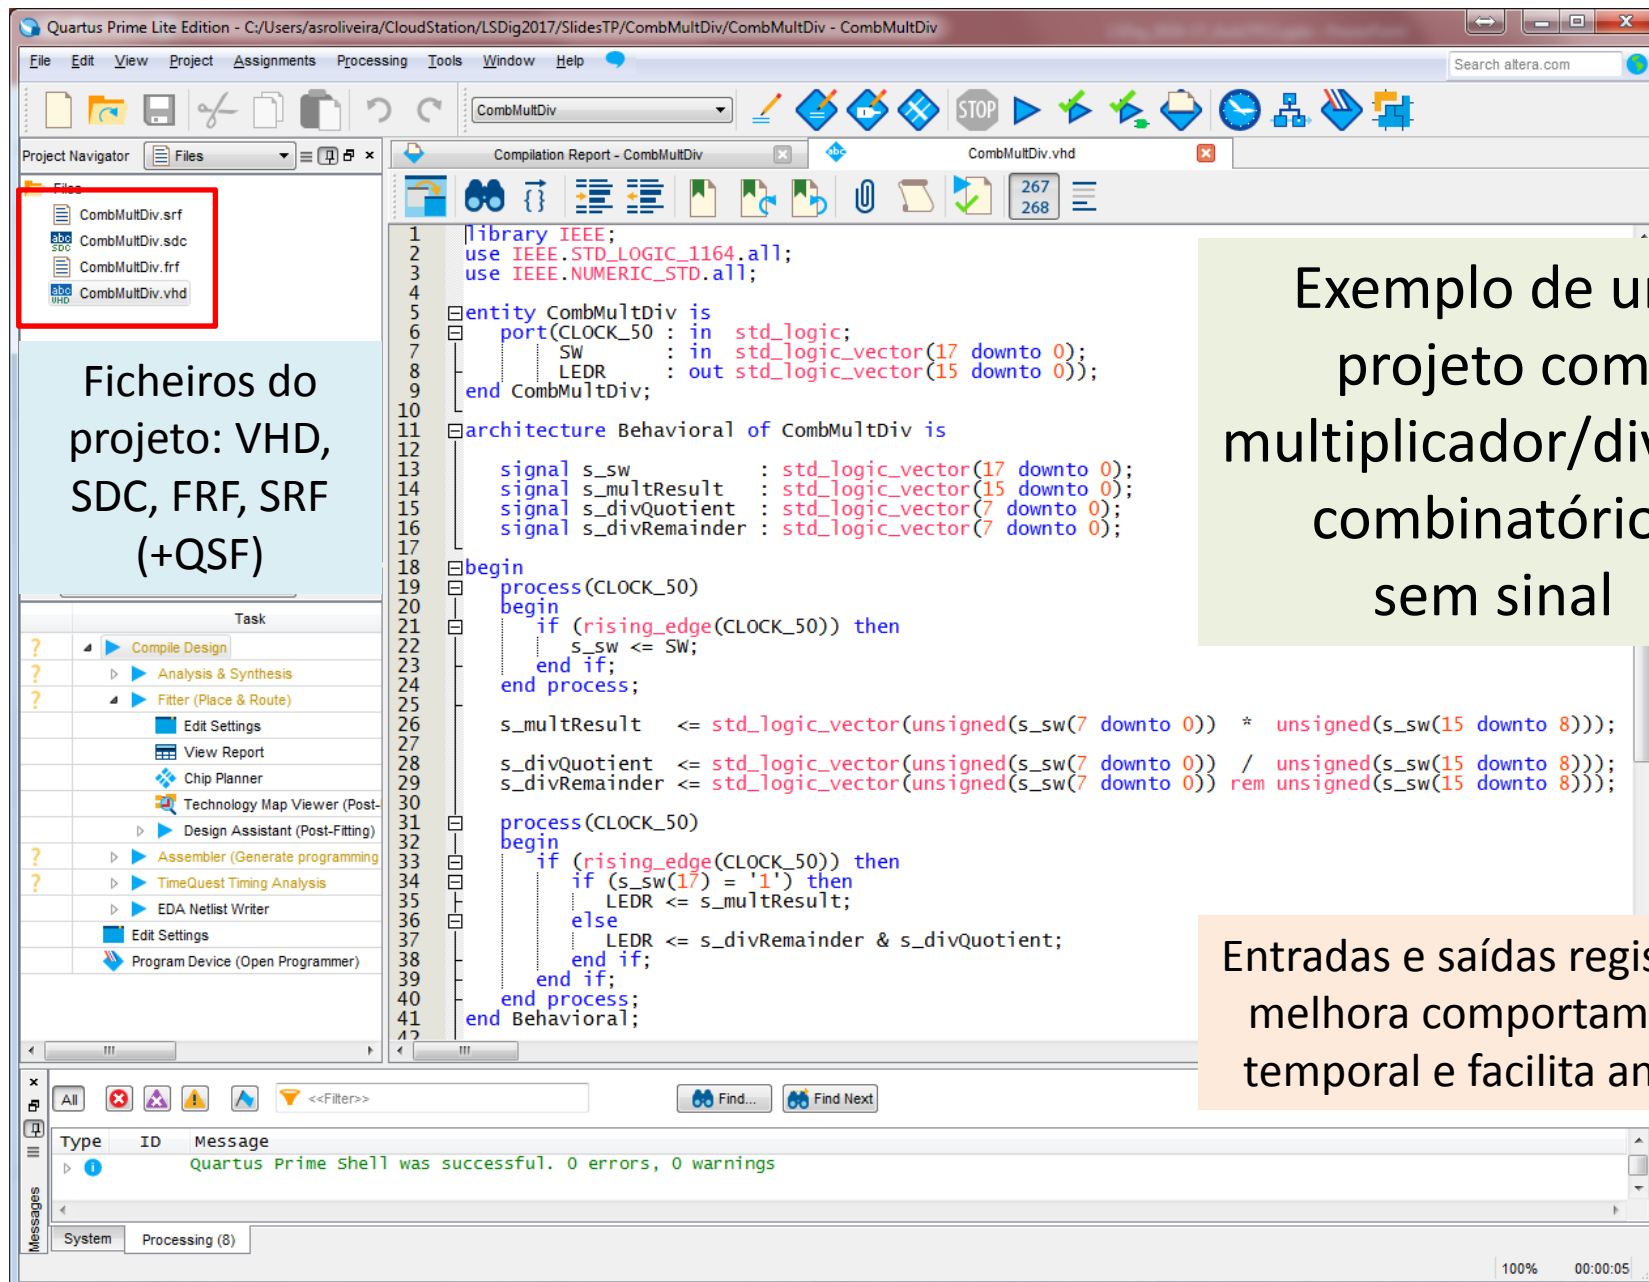 Quartus Prime Lite Edition - C:/Users/asroliveira/CloudStation/LSDig2017/SlidesTP/CombMultDiv/CombMultDiv - CombMultDiv
File Edit View Project Assignments Processing Tools Window Help
Search altera.com
CombMultDiv
STOP
Project Navigator Files
Compilation Report - CombMultDiv
abc CombMultDiv.vhd
267
268
Files
CombMultDiv.srf
abc SDC CombMultDiv.sdc
CombMultDiv.frf
abc VHD CombMultDiv.vhd
Ficheiros do
projeto: VHD,
SDC, FRF, SRF
(+QSF)
Task
? Compile Design
? Analysis & Synthesis
? Fitter (Place & Route)
Edit Settings
View Report
Chip Planner
Technology Map Viewer (Post-
Design Assistant (Post-Fitting)
? Assembler (Generate programming
? TimeQuest Timing Analysis
EDA Netlist Writer
Edit Settings
Program Device (Open Programmer)
1 library IEEE;
2 use IEEE.STD_LOGIC_1164.all;
3 use IEEE.NUMERIC_STD.all;
4
5 entity CombMultDiv is
6 port(CLOCK_50 : in std_logic;
7 SW : in std_logic_vector(17 downto 0);
8 LEDR : out std_logic_vector(15 downto 0));
9 end CombMultDiv;
10
11 architecture Behavioral of CombMultDiv is
12
13 signal s_sw : std_logic_vector(17 downto 0);
14 signal s_multResult : std_logic_vector(15 downto 0);
15 signal s_divQuotient : std_logic_vector(7 downto 0);
16 signal s_divRemainder : std_logic_vector(7 downto 0);
17
18 begin
19 process(CLOCK_50)
20 begin
21 if (rising_edge(CLOCK_50)) then
22 s_sw <= SW;
23 end if;
24 end process;
25
26 s_multResult <= std_logic_vector(unsigned(s_sw(7 downto 0)) * unsigned(s_sw(15 downto 8)));
27
28 s_divQuotient <= std_logic_vector(unsigned(s_sw(7 downto 0)) / unsigned(s_sw(15 downto 8)));
29 s_divRemainder <= std_logic_vector(unsigned(s_sw(7 downto 0)) rem unsigned(s_sw(15 downto 8)));
30
31 process(CLOCK_50)
32 begin
33 if (rising_edge(CLOCK_50)) then
34 if (s_sw(17) = '1') then
35 LEDR <= s_multResult;
36 else
37 LEDR <= s_divRemainder & s_divQuotient;
38 end if;
39 end if;
40 end process;
41 end Behavioral;
42
Exemplo de u
projeto com
multiplicador/div
combinatório
sem sinal
Entradas e saídas regis
melhora comportam
temporal e facilita an
All <<Filter>> Find... Find Next
Type ID Message
Quartus Prime Shell was successful. 0 errors, 0 warnings
Messages
System Processing (8)
100% 00:00:05